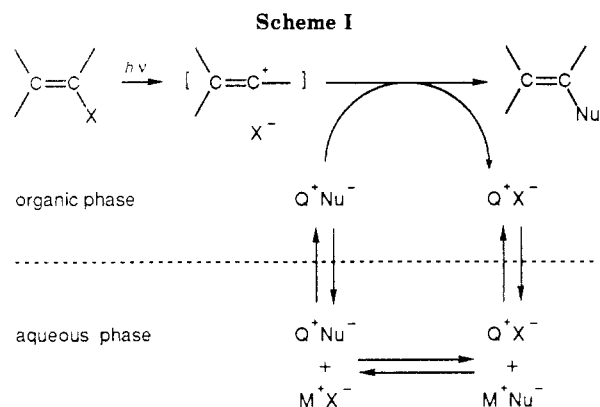 Scheme I
C=C X hν [ C=C⁺ ] X⁻ C=C Nu
organic phase Q⁺Nu⁻ Q⁺X⁻
aqueous phase Q⁺Nu⁻ Q⁺X⁻
+ +
M⁺X⁻ M⁺Nu⁻